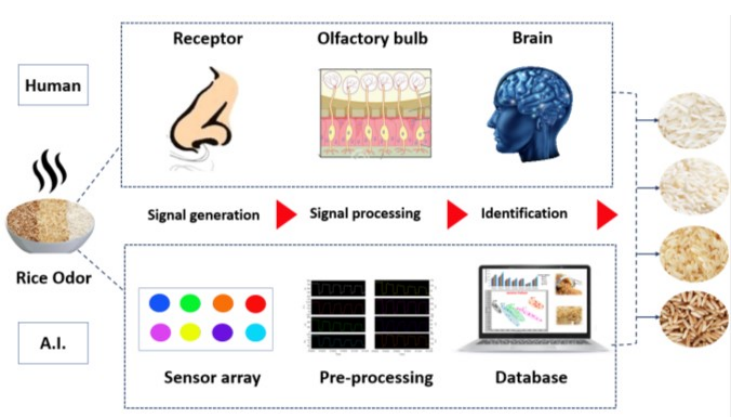 Receptor
Olfactory bulb
Brain
Human
Signal generation
Signal processing
Identification
Rice Odor
A.I.
Sensor array
Pre-processing
Database